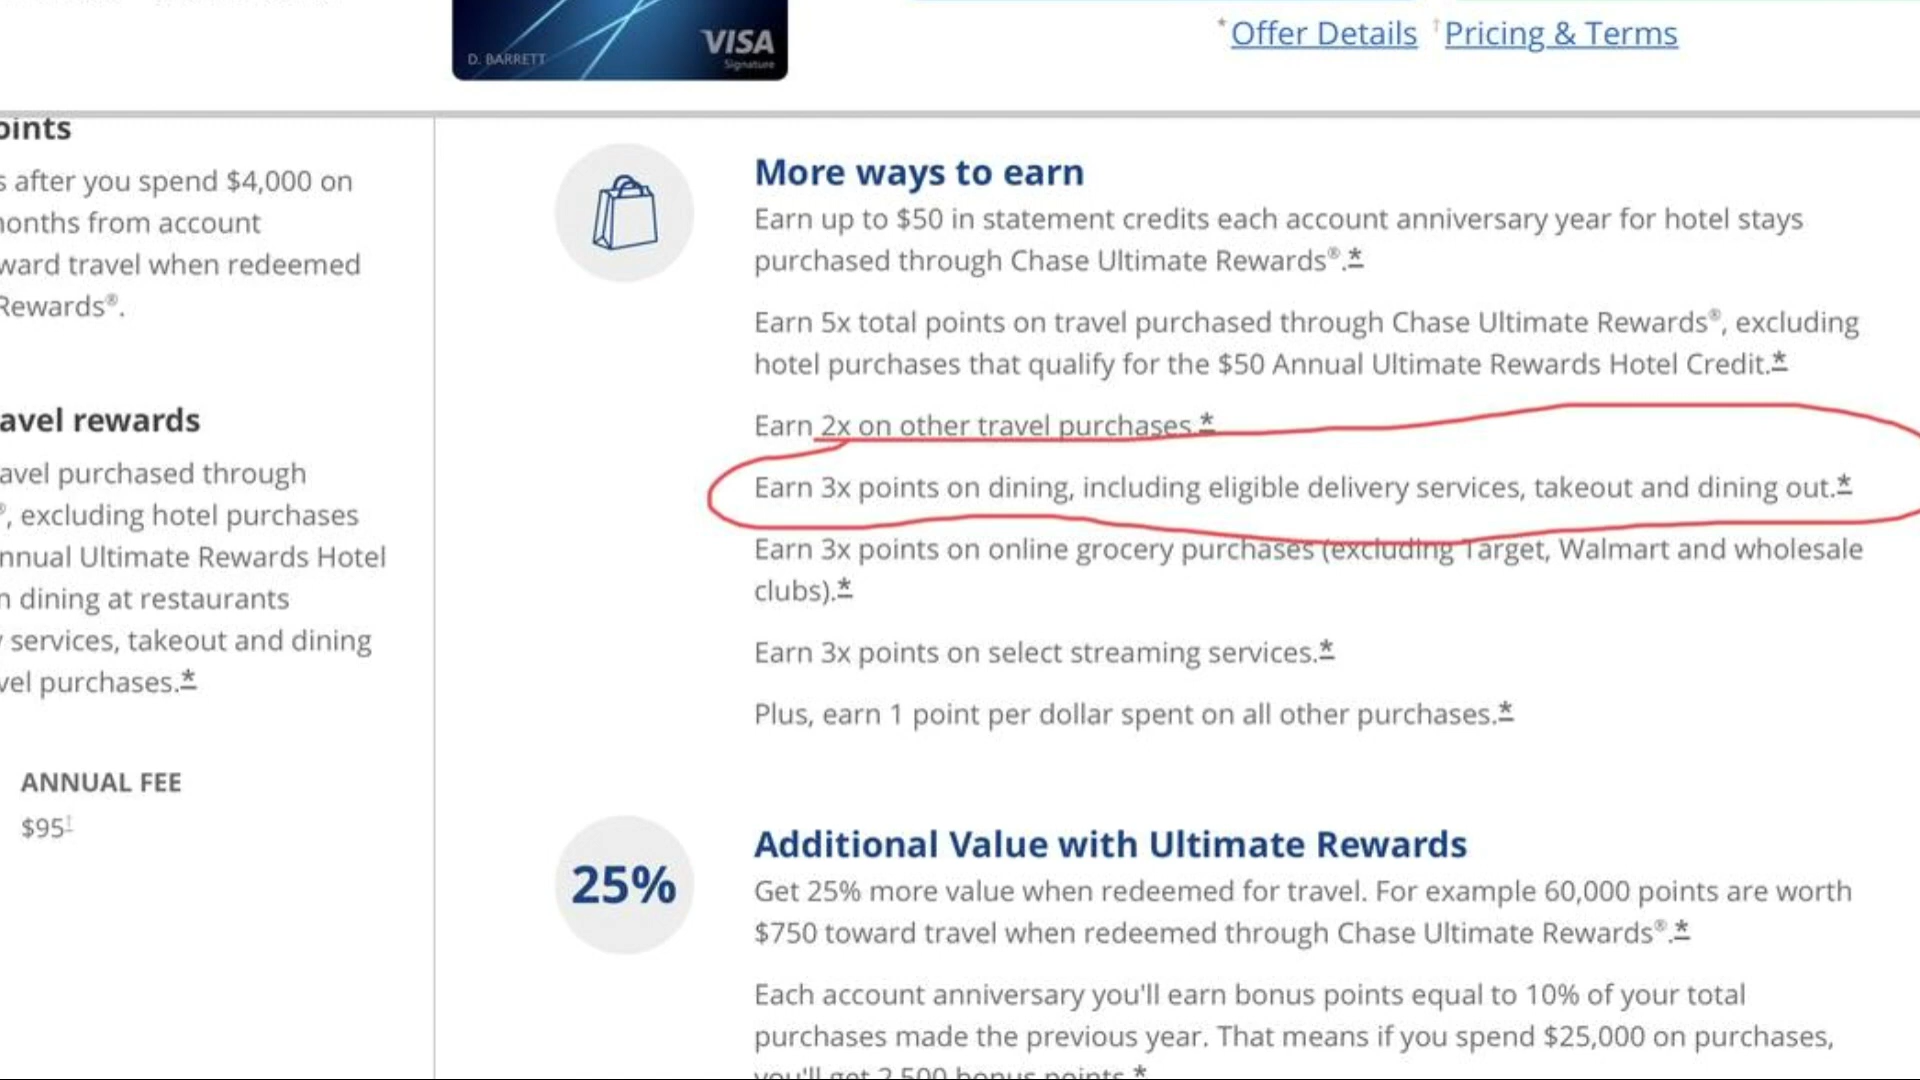 D. BARRETT
VISA
Signature
*Offer Details †Pricing & Terms
oints
s after you spend $4,000 on
onths from account
ward travel when redeemed
Rewards®.
avel rewards
avel purchased through
®, excluding hotel purchases
nnual Ultimate Rewards Hotel
n dining at restaurants
services, takeout and dining
vel purchases.*
ANNUAL FEE
$95†
More ways to earn
Earn up to $50 in statement credits each account anniversary year for hotel stays
purchased through Chase Ultimate Rewards®.*
Earn 5x total points on travel purchased through Chase Ultimate Rewards®, excluding
hotel purchases that qualify for the $50 Annual Ultimate Rewards Hotel Credit.*
Earn 2x on other travel purchases.*
Earn 3x points on dining, including eligible delivery services, takeout and dining out.*
Earn 3x points on online grocery purchases (excluding Target, Walmart and wholesale
clubs).*
Earn 3x points on select streaming services.*
Plus, earn 1 point per dollar spent on all other purchases.*
25%
Additional Value with Ultimate Rewards
Get 25% more value when redeemed for travel. For example 60,000 points are worth
$750 toward travel when redeemed through Chase Ultimate Rewards®.*
Each account anniversary you'll earn bonus points equal to 10% of your total
purchases made the previous year. That means if you spend $25,000 on purchases,
you'll get 2,500 bonus points.*